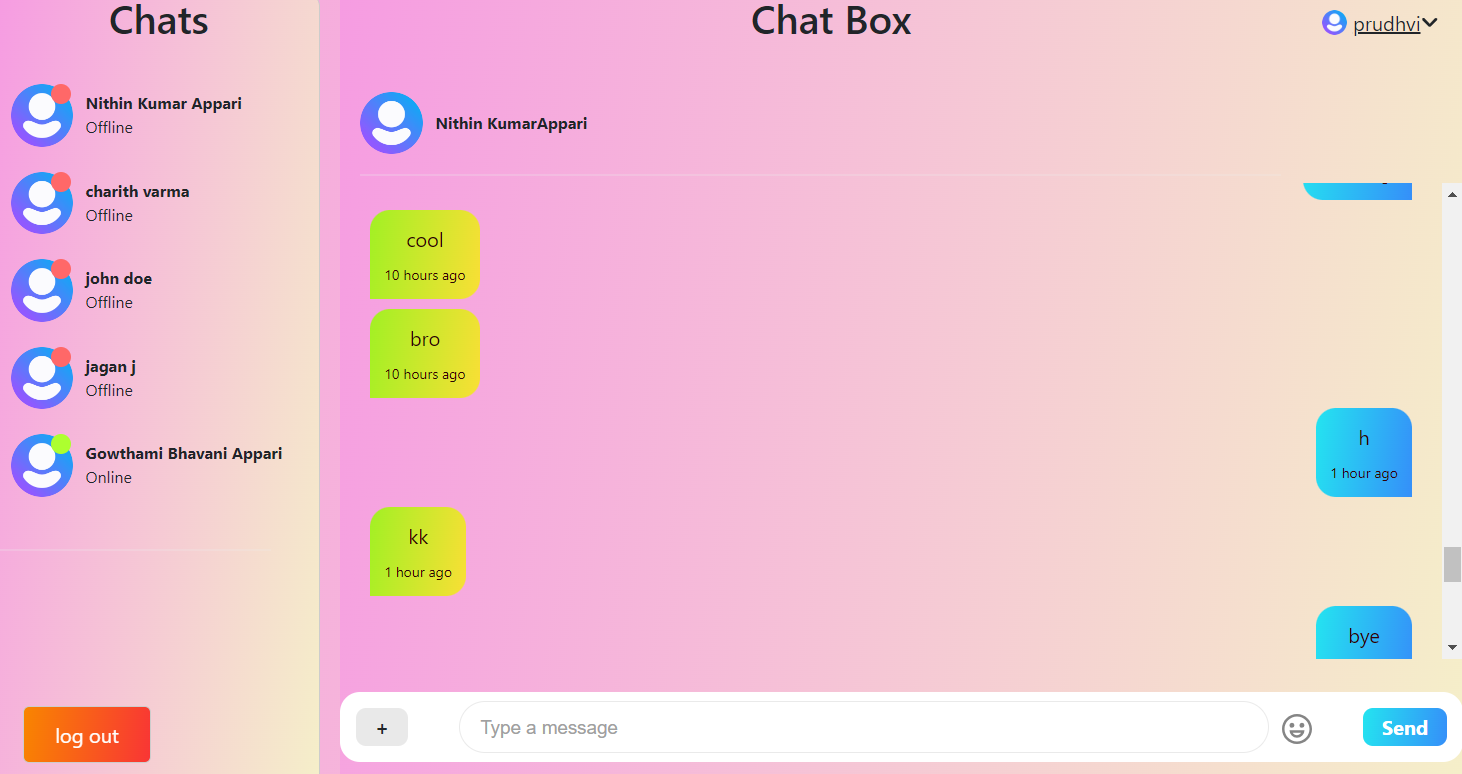 Chats
Nithin Kumar Appari
Offline
charith varma
Offline
john doe
Offline
jagan j
Offline
Gowthami Bhavani Appari
Online
log out
Chat Box
prudhvi
Nithin KumarAppari
cool
10 hours ago
bro
10 hours ago
h
1 hour ago
kk
1 hour ago
bye
+
Type a message
Send